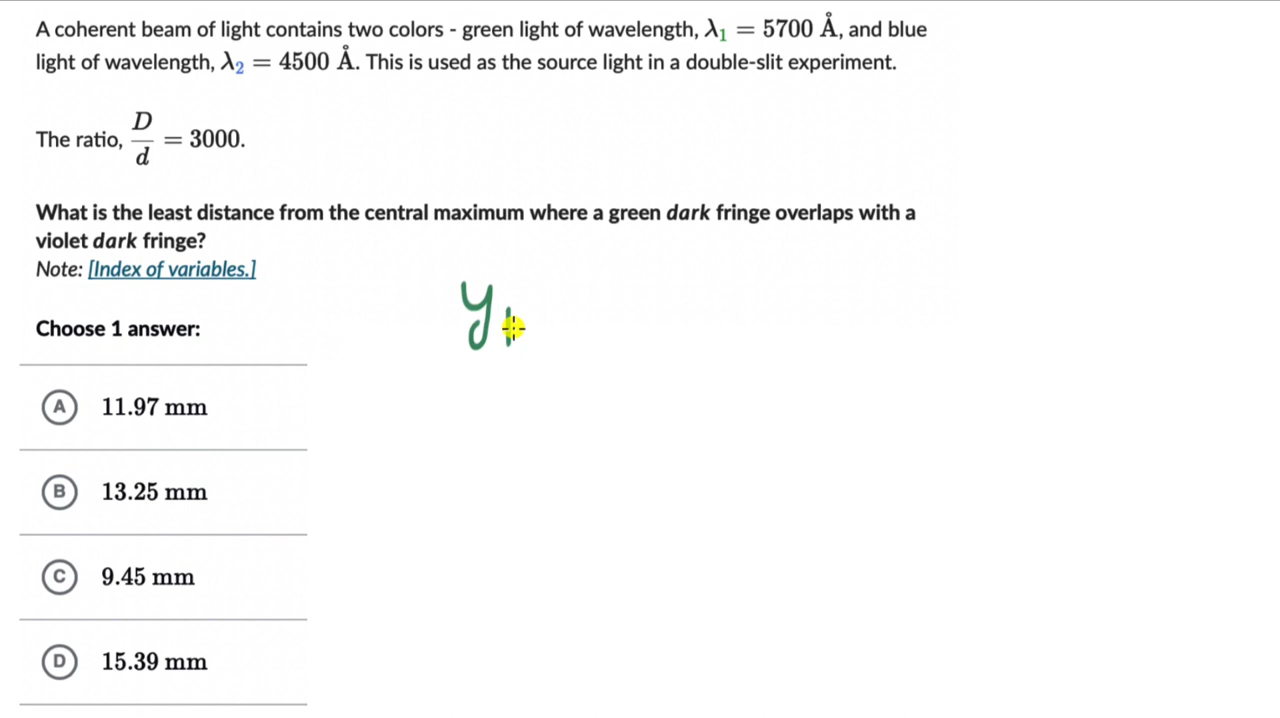 A coherent beam of light contains two colors - green light of wavelength, λ₁ = 5700 Å, and blue
light of wavelength, λ₂ = 4500 Å. This is used as the source light in a double-slit experiment.
The ratio, D/d = 3000.
What is the least distance from the central maximum where a green dark fringe overlaps with a
violet dark fringe?
Note: [Index of variables.]
y₁
Choose 1 answer:
A 11.97 mm
B 13.25 mm
C 9.45 mm
D 15.39 mm